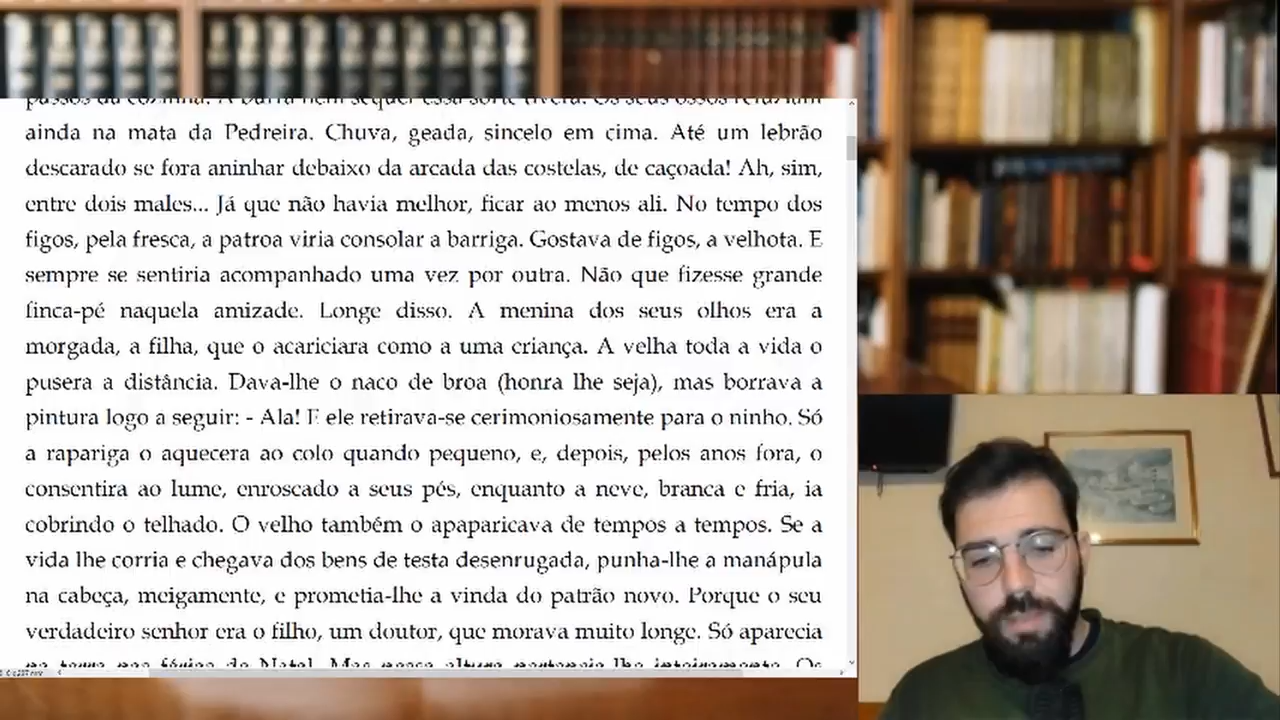 ainda na mata da Pedreira. Chuva, geada, sincelo em cima. Até um lebrão
descarado se fora aninhar debaixo da arcada das costelas, de caçoada! Ah, sim,
entre dois males... Já que não havia melhor, ficar ao menos ali. No tempo dos
figos, pela fresca, a patroa viria consolar a barriga. Gostava de figos, a velhota. E
sempre se sentiria acompanhado uma vez por outra. Não que fizesse grande
finca-pé naquela amizade. Longe disso. A menina dos seus olhos era a
morgada, a filha, que o acariciara como a uma criança. A velha toda a vida o
pusera a distância. Dava-lhe o naco de broa (honra lhe seja), mas borrava a
pintura logo a seguir: - Ala! E ele retirava-se cerimoniosamente para o ninho. Só
a rapariga o aquecera ao colo quando pequeno, e, depois, pelos anos fora, o
consentira ao lume, enroscado a seus pés, enquanto a neve, branca e fria, ia
cobrindo o telhado. O velho também o apaparicava de tempos a tempos. Se a
vida lhe corria e chegava dos bens de testa desenrugada, punha-lhe a manápula
na cabeça, meigamente, e prometia-lhe a vinda do patrão novo. Porque o seu
verdadeiro senhor era o filho, um doutor, que morava muito longe. Só aparecia